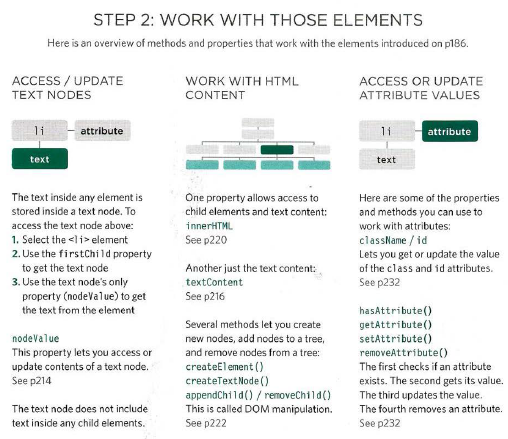 STEP 2: WORK WITH THOSE ELEMENTS
Here is an overview of methods and properties that work with the elements introduced on p186.
ACCESS / UPDATE
TEXT NODES
li
attribute
text
The text inside any element is
stored inside a text node. To
access the text node above:
1. Select the <li> element
2. Use the firstChild property
to get the text node
3. Use the text node's only
property (nodeValue) to get
the text from the element
nodeValue
This property lets you access or
update contents of a text node.
See p214
The text node does not include
text inside any child elements.
WORK WITH HTML
CONTENT
One property allows access to
child elements and text content:
innerHTML
See p220
Another just the text content:
textContent
See p216
Several methods let you create
new nodes, add nodes to a tree,
and remove nodes from a tree:
createElement()
createTextNode()
appendChild() / removeChild()
This is called DOM manipulation.
See p222
ACCESS OR UPDATE
ATTRIBUTE VALUES
li
attribute
text
Here are some of the properties
and methods you can use to
work with attributes:
className / id
Lets you get or update the value
of the class and id attributes.
See p232
hasAttribute()
getAttribute()
setAttribute()
removeAttribute()
The first checks if an attribute
exists. The second gets its value.
The third updates the value.
The fourth removes an attribute.
See p232